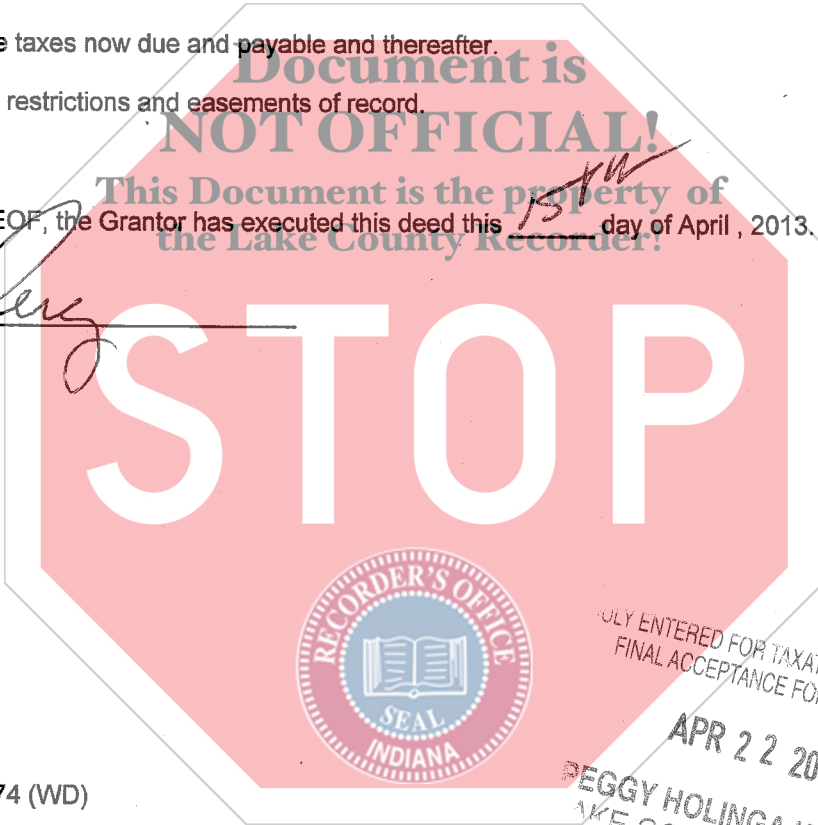 e taxes now due and payable and thereafter.
Document is
restrictions and easements of record.
NOT OFFICIAL!
This Document is the property of
EOF, the Grantor has executed this deed this 15th day of April , 2013.
the Lake County Recorder!
STOP
RECORDER'S OFFICE
SEAL
INDIANA
ULY ENTERED FOR TAXAT
FINAL ACCEPTANCE FO
APR 22 20
PEGGY HOLINGA
74 (WD)